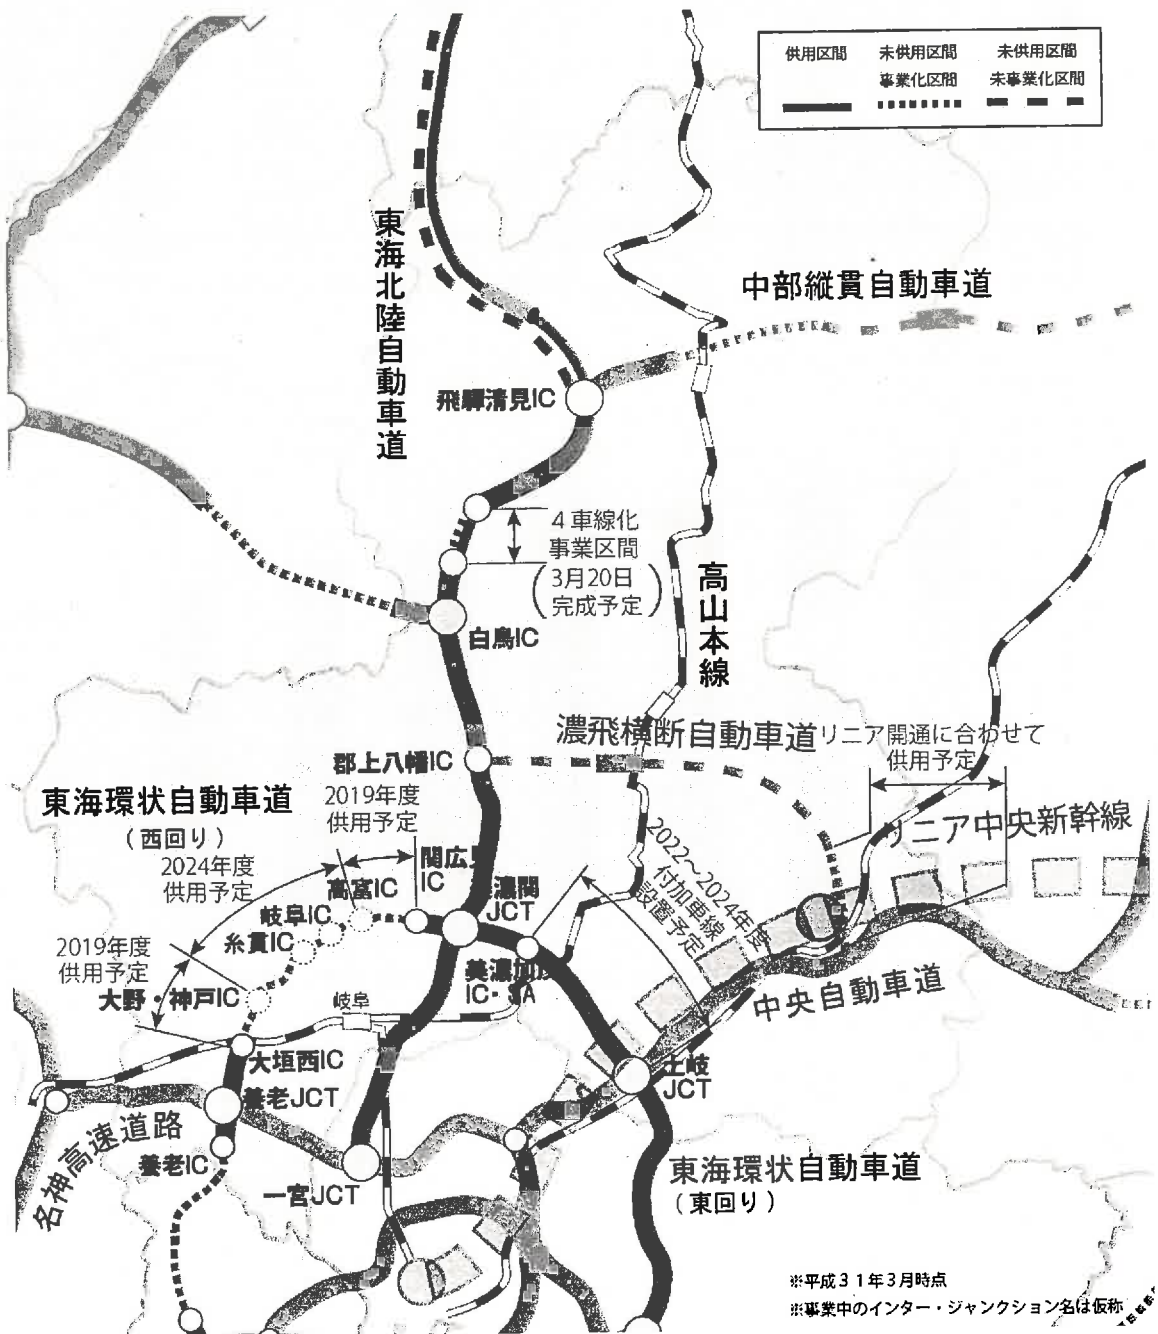 供用区間
未供用区間
事業化区間
未供用区間
未事業化区間
東海北陸自動車道
中部縦貫自動車道
飛騨清見IC
4車線化
事業区間
(3月20日
完成予定)
白鳥IC
高山本線
濃飛横断自動車道
リニア開通に合わせて
供用予定
郡上八幡IC
東海環状自動車道
(西回り)
2019年度
供用予定
リニア中央新幹線
2024年度
供用予定
関広見
IC
高富IC
2022～2024年度
付加車線
設置予定
美濃関
JCT
岐阜IC
糸貫IC
2019年度
供用予定
美濃加茂
IC・SA
大野・神戸IC
岐阜
中央自動車道
大垣西IC
土岐
JCT
養老JCT
名神高速道路
養老IC
一宮JCT
東海環状自動車道
(東回り)
※平成31年3月時点
※事業中のインター・ジャンクション名は仮称